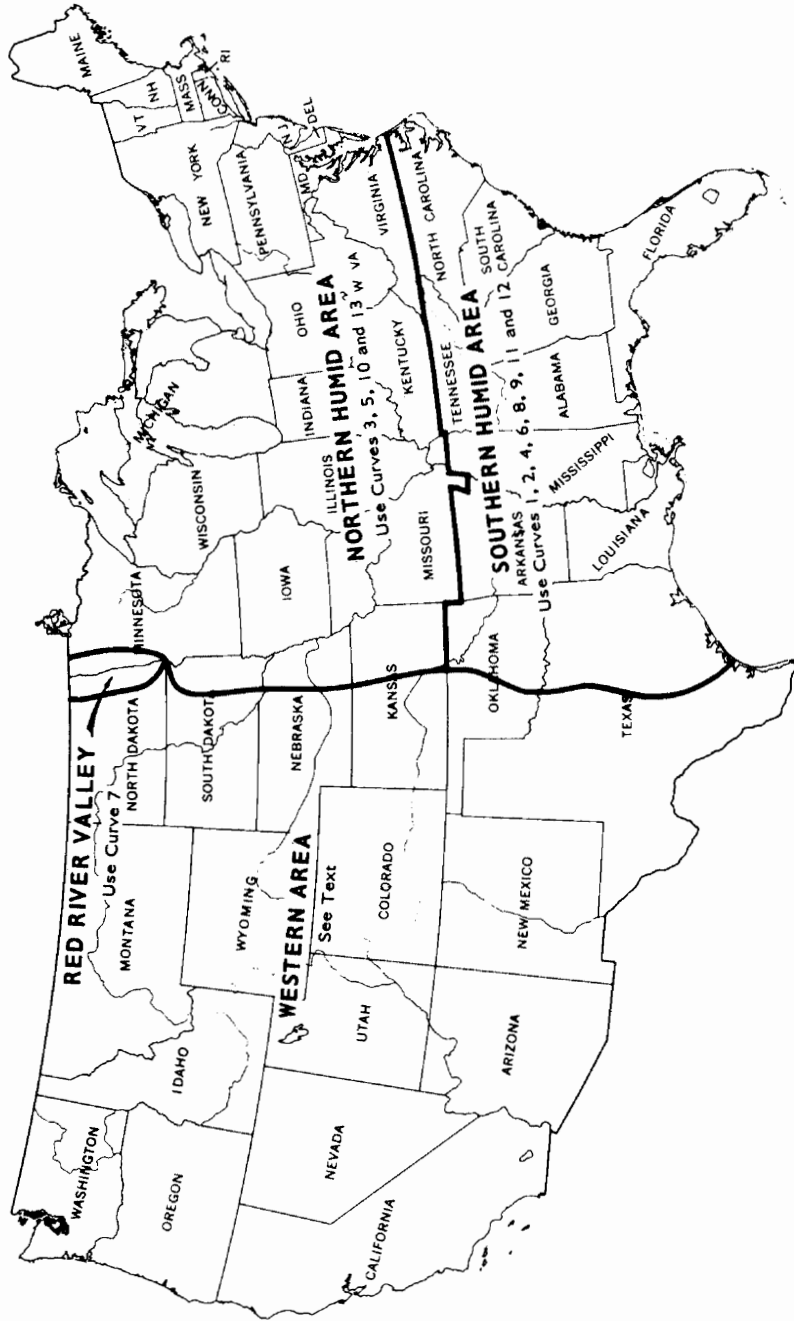 RED RIVER VALLEY
Use Curve 7
WESTERN AREA
See Text
NORTHERN HUMID AREA
Use Curves 3, 5, 10 and 13
SOUTHERN HUMID AREA
Use Curves 1, 2, 4, 6, 8, 9, 11 and 12
WASHINGTON
OREGON
CALIFORNIA
NEVADA
IDAHO
MONTANA
WYOMING
UTAH
COLORADO
ARIZONA
NEW MEXICO
NORTH DAKOTA
SOUTH DAKOTA
NEBRASKA
KANSAS
OKLAHOMA
TEXAS
MINNESOTA
IOWA
MISSOURI
ARKANSAS
LOUISIANA
WISCONSIN
ILLINOIS
MICHIGAN
INDIANA
OHIO
KENTUCKY
TENNESSEE
MISSISSIPPI
ALABAMA
GEORGIA
FLORIDA
SOUTH
CAROLINA
NORTH CAROLINA
VIRGINIA
W VA
MD
DEL
N J
PENNSYLVANIA
NEW YORK
VT
NH
MAINE
MASS
CONN
RI